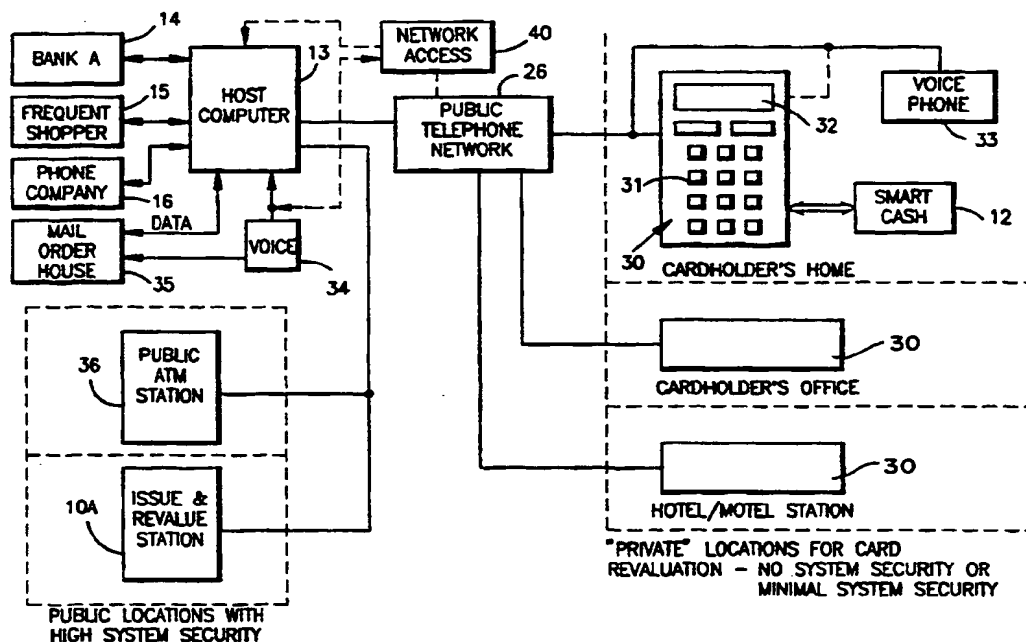 14
BANK A
15
FREQUENT
SHOPPER
PHONE
COMPANY
16
MAIL
ORDER
HOUSE
35
DATA
13
HOST
COMPUTER
VOICE
34
NETWORK
ACCESS
40
26
PUBLIC
TELEPHONE
NETWORK
32
31
30
VOICE
PHONE
33
SMART
CASH
12
CARDHOLDER"S HOME
30
CARDHOLDER"S OFFICE
30
HOTEL/MOTEL STATION
"PRIVATE" LOCATIONS FOR CARD
REVALUATION – NO SYSTEM SECURITY OR
MINIMAL SYSTEM SECURITY
36
PUBLIC
ATM
STATION
10A
ISSUE &
REVALUE
STATION
PUBLIC LOCATIONS WITH
HIGH SYSTEM SECURITY